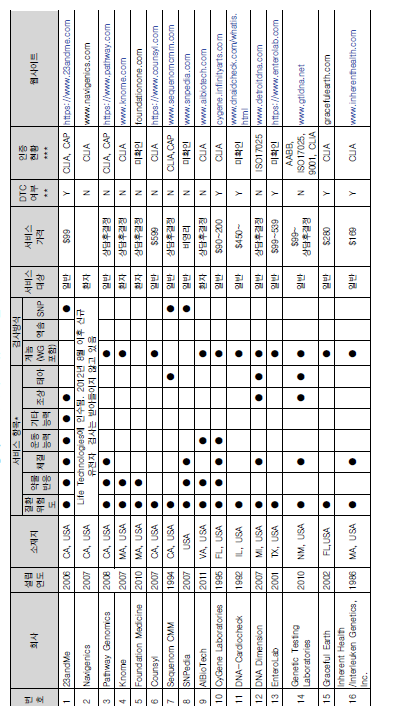 번호 회사 설립연도 소재지 서비스 항목* 검사방식 서비스 대상 서비스 가격 DTC 여부 ** 인증 현황 *** 웹사이트
질환 위험도 약물 반응 체질 운동 능력 기타 능력 조상 태아 게놈 (WG 포함) 엑솜 SNP
1 23andMe 2006 CA, USA ● ● ● ● ● ● ● 일반 $99 Y CLIA, CAP https://www.23andme.com
2 Navigenics 2007 CA, USA Life Technologies에 인수됨, 2012년 8월 이후 신규 유전자 검사는 받아들이지 않고 있음 환자 N CLIA www.navigenics.com
3 Pathway Genomics 2008 CA, USA ● ● ● ● 일반 상담후결정 N CLIA, CAP https://www.pathway.com
4 Knome 2007 MA, USA ● ● ● 환자 상담후결정 N CLIA www.knome.com
5 Foundation Medicine 2010 MA, USA ● ● 환자 상담후결정 N 미확인 foundationone.com
6 Counsyl 2007 CA, USA ● ● 일반 $599 N CLIA https://www.counsyl.com
7 Sequenom CMM 1994 CA, USA ● ● ● 일반 상담후결정 N CLIA,CAP www.sequenomcmm.com
8 SNPedia 2007 USA ● ● ● ● 일반 비영리 N 미확인 www.snpedia.com
9 AIBioTech 2011 VA, USA ● ● ● ● 환자 상담후결정 N CLIA www.aibiotech.com
10 CyGene Laboratories 1995 FL, USA ● ● ● ● ● 일반 $90~200 Y CLIA cygene.infinityarts.com
11 DNA-Cardiocheck 1992 IL, USA ● ● 일반 $450~ Y 미확인 www.dnaidcheck.com/whatis.html
12 DNA Dimension 2007 MI, USA ● ● ● ● ● 일반 상담후결정 N ISO17025 www.detroitdna.com
13 EnteroLab 2001 TX, USA ● ● 일반 $99~539 Y 미확인 https://www.enterolab.com
14 Genetic Testing Laboratories 2010 NM, USA ● ● ● ● ● 일반 $99~ 상담후결정 N AABB, ISO17025, 9001, CLIA www.gtldna.net
15 Graceful Earth 2002 FL,USA ● ● 일반 $280 Y CLIA gracefulearth.com
16 Inherent Health /Interleuken Genetics, Inc. 1986 MA, USA ● ● ● 일반 $169 Y CLIA www.inherenthealth.com